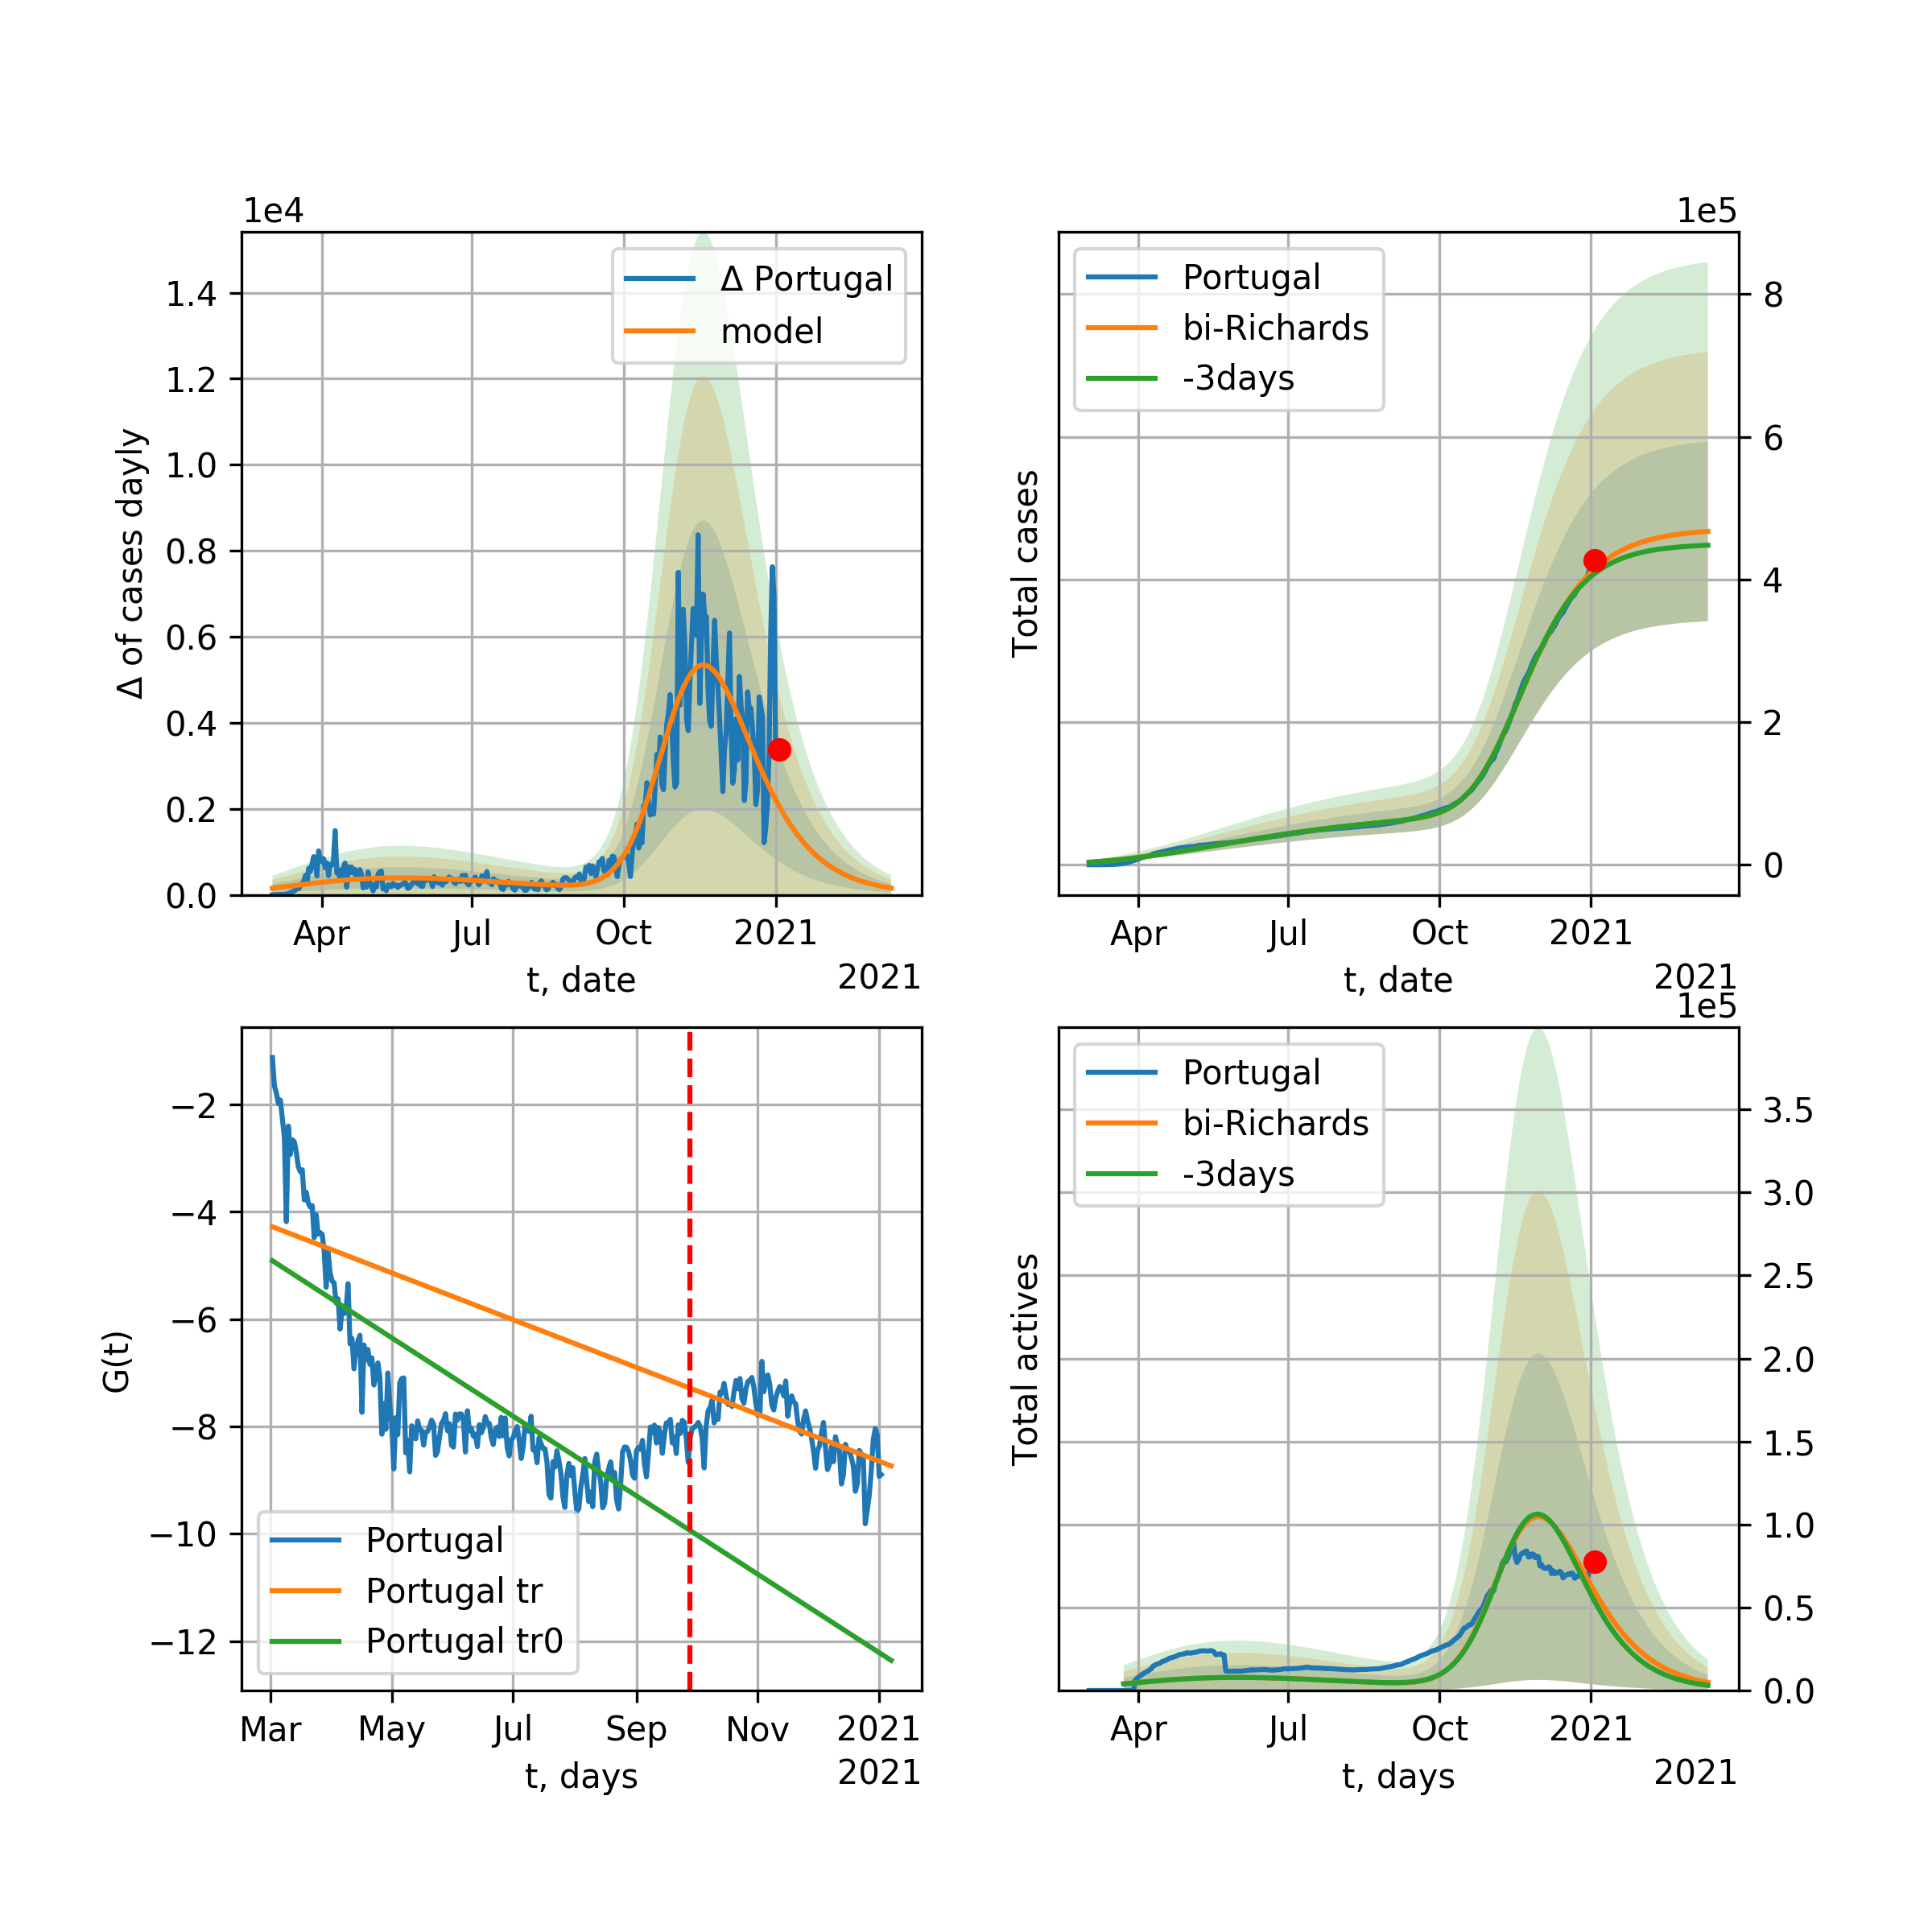 1e4
Δ of cases dayly
1.4
1.2
1.0
0.8
0.6
0.4
0.2
0.0
Δ Portugal
model
Apr Jul Oct 2021
t, date
2021
1e5
Total cases
Portugal
bi-Richards
-3days
8
6
4
2
0
Apr Jul Oct 2021
t, date
2021
G(t)
−2
−4
−6
−8
−10
−12
Portugal
Portugal tr
Portugal tr0
Mar May Jul Sep Nov 2021
t, days
2021
1e5
Total actives
Portugal
bi-Richards
-3days
3.5
3.0
2.5
2.0
1.5
1.0
0.5
0.0
Apr Jul Oct 2021
t, days
2021